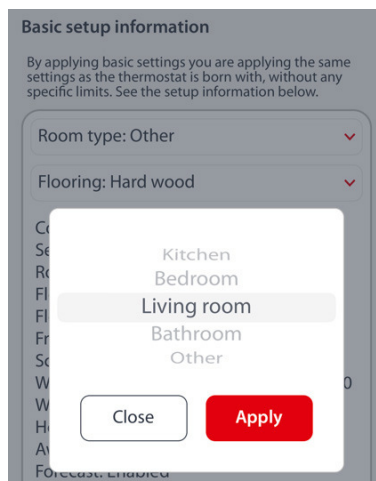 Basic setup information
By applying basic settings you are applying the same
settings as the thermostat is born with, without any
specific limits. See the setup information below.
Room type: Other
Flooring: Hard wood
Kitchen
Bedroom
Living room
Bathroom
Other
Close
Apply
Forecast: Enabled